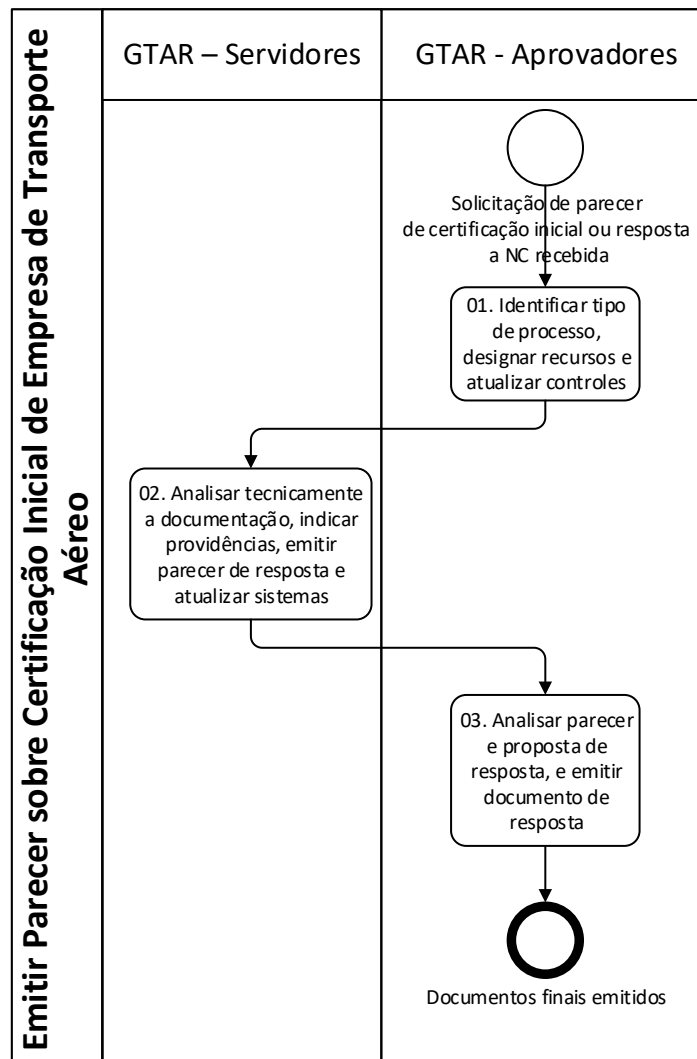 Emitir Parecer sobre Certificação Inicial de Empresa de Transporte
Aéreo
GTAR – Servidores
GTAR - Aprovadores
Solicitação de parecer
de certificação inicial ou resposta
a NC recebida
01. Identificar tipo
de processo,
designar recursos e
atualizar controles
02. Analisar tecnicamente
a documentação, indicar
providências, emitir
parecer de resposta e
atualizar sistemas
03. Analisar parecer
e proposta de
resposta, e emitir
documento de
resposta
Documentos finais emitidos